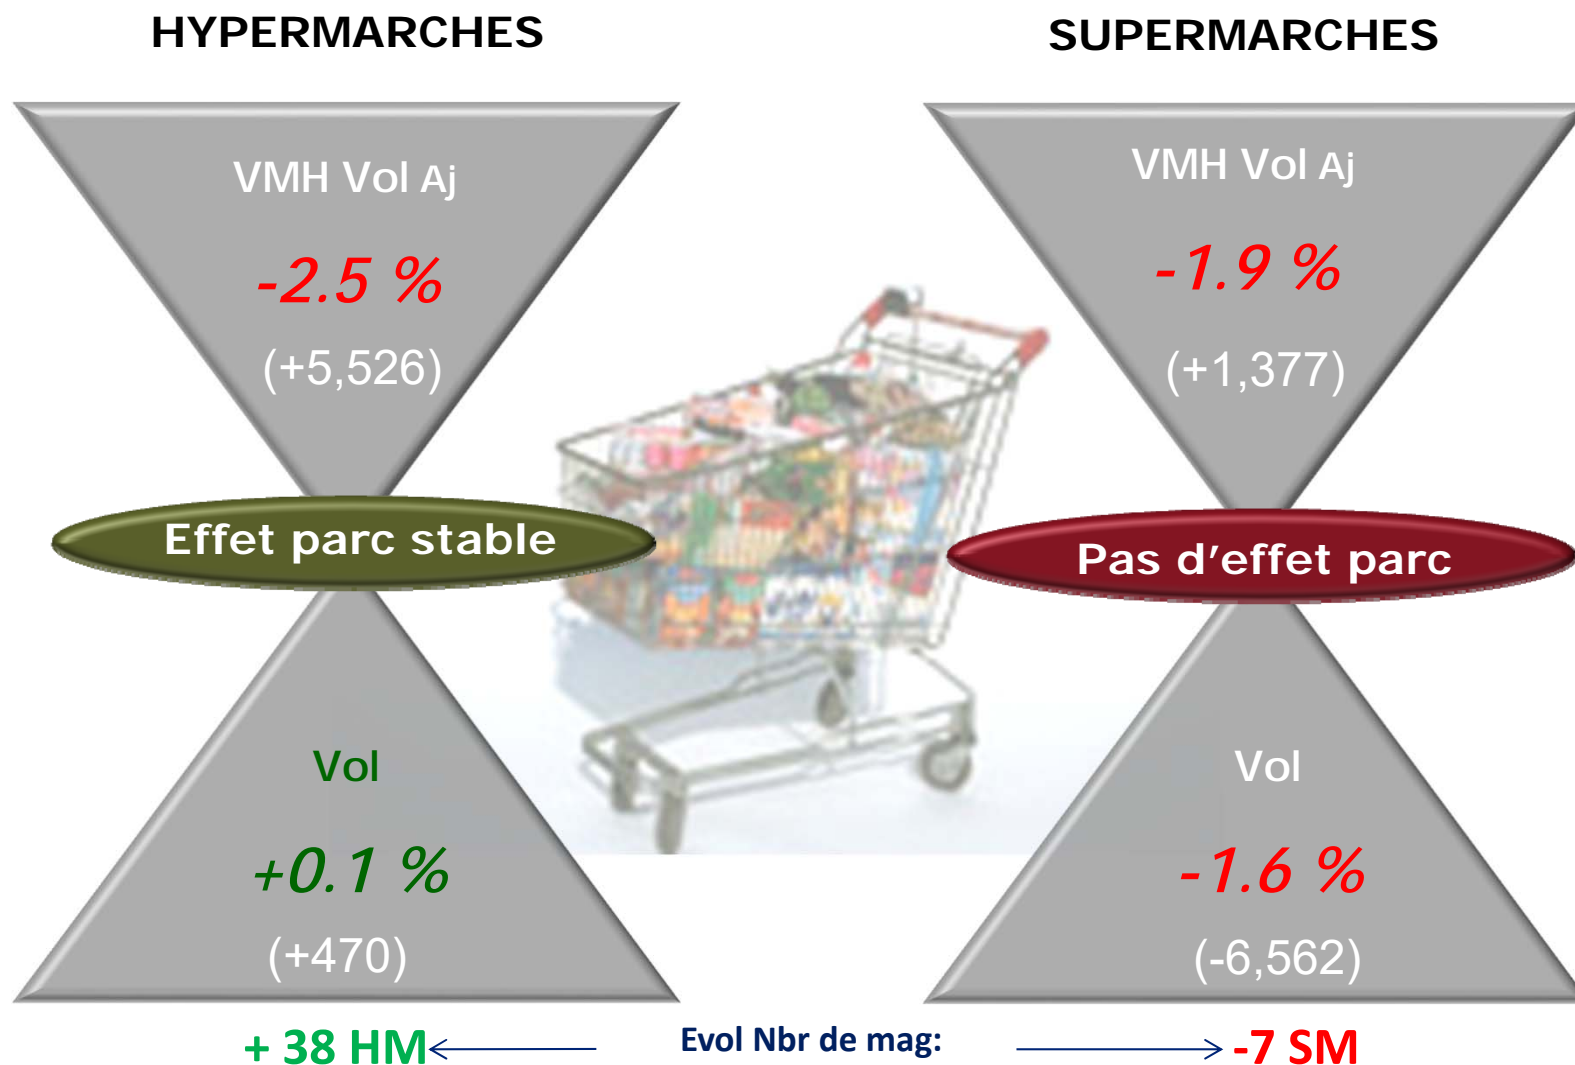 HYPERMARCHES
VMH Vol Aj
-2.5 %
(+5,526)
Effet parc stable
Vol
+0.1 %
(+470)
+ 38 HM
SUPERMARCHES
VMH Vol Aj
-1.9 %
(+1,377)
Pas d'effet parc
Vol
-1.6 %
(-6,562)
Evol Nbr de mag:
-7 SM